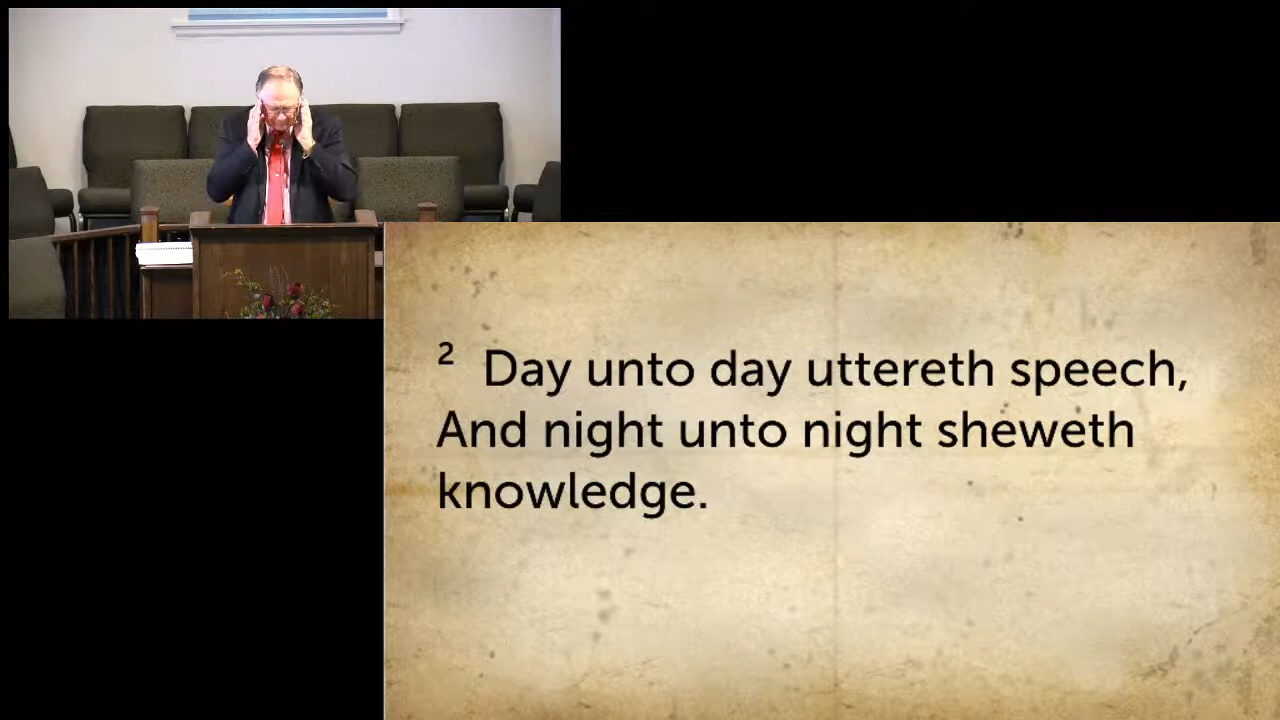 ² Day unto day uttereth speech,
And night unto night sheweth
knowledge.